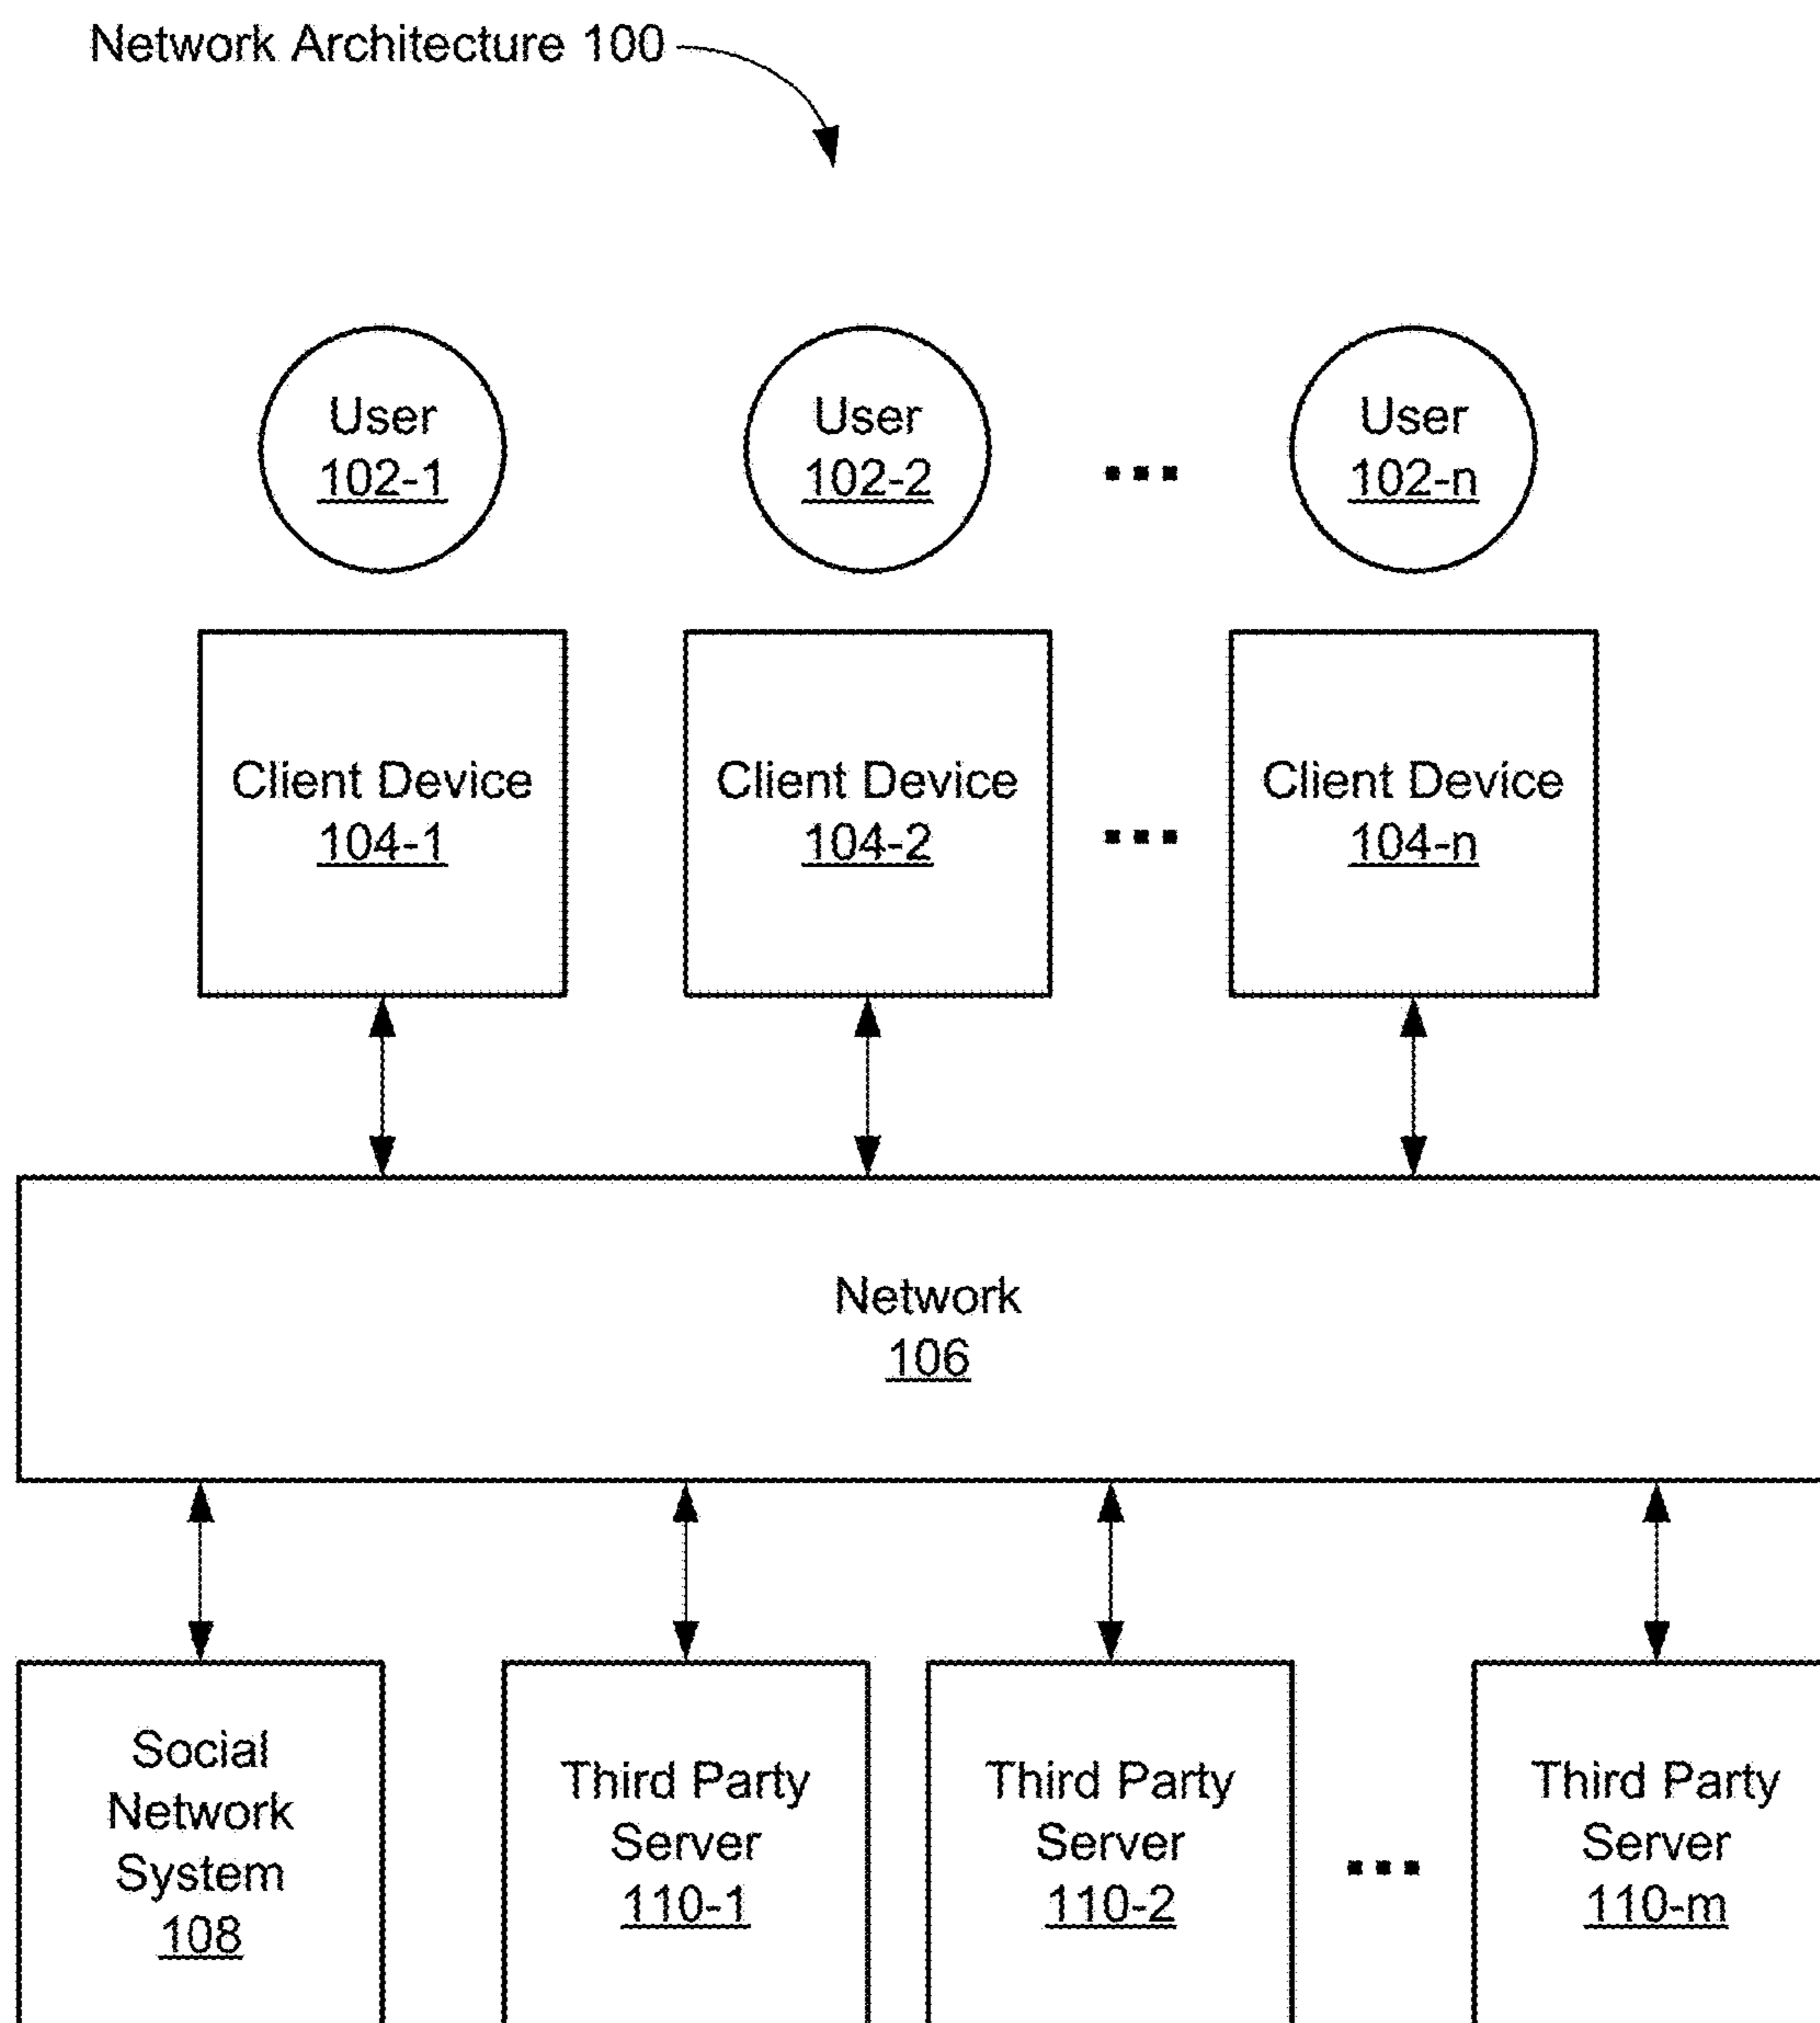 Network Architecture 100
User
102-1
User
102-2
...
User
102-n
Client Device
104-1
Client Device
104-2
...
Client Device
104-n
Network
106
Social
Network
System
108
Third Party
Server
110-1
Third Party
Server
110-2
...
Third Party
Server
110-m